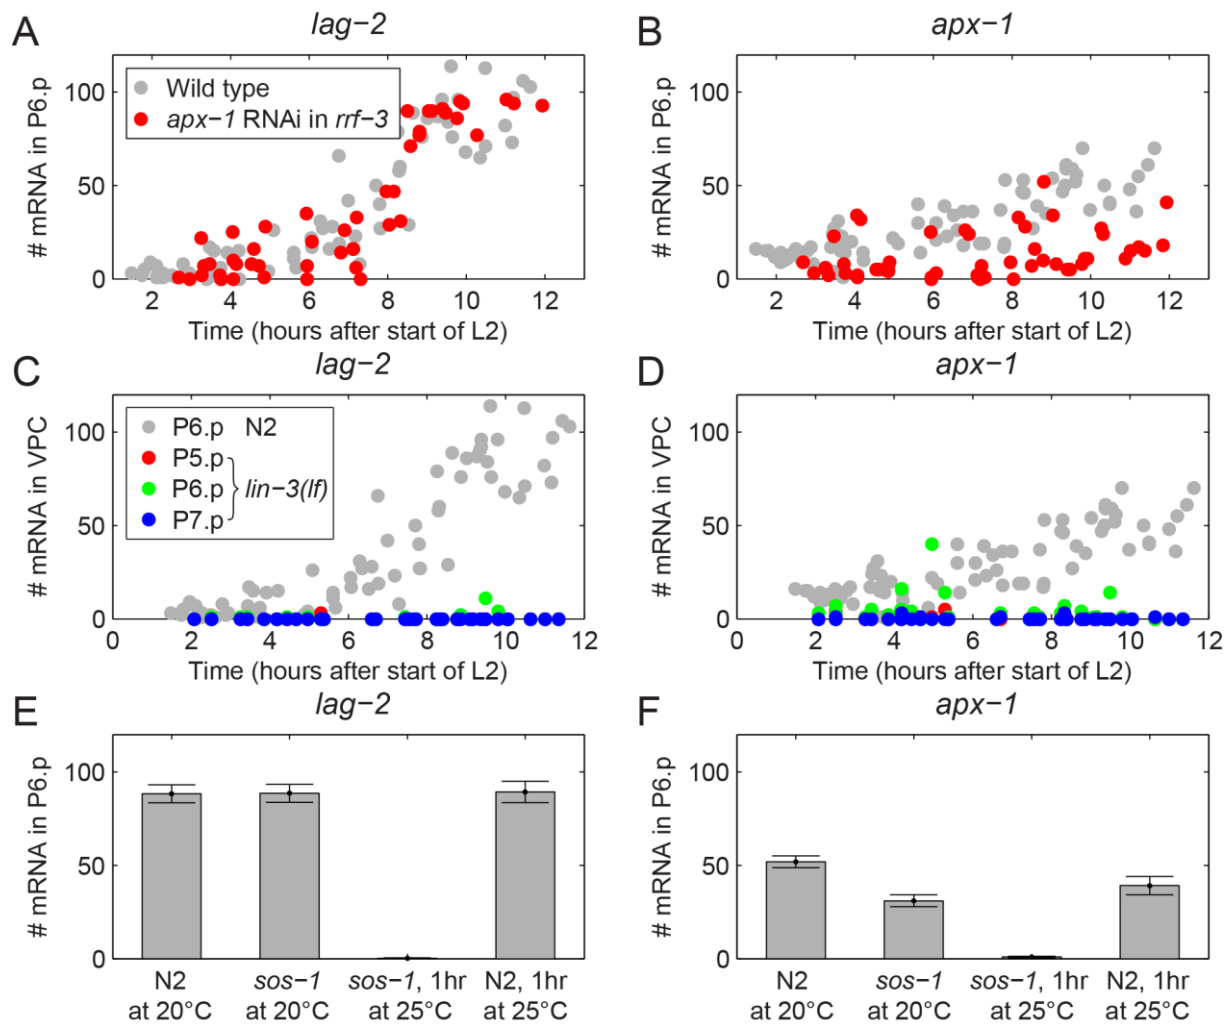 A
lag−2
# mRNA in P6.p
100
50
0
Wild type
apx−1 RNAi in rrf−3
2 4 6 8 10 12
Time (hours after start of L2)
B
apx−1
# mRNA in P6.p
100
50
0
2 4 6 8 10 12
Time (hours after start of L2)
C
lag−2
# mRNA in VPC
100
50
0
P6.p N2
P5.p
P6.p lin−3(lf)
P7.p
0 2 4 6 8 10 12
Time (hours after start of L2)
D
apx−1
# mRNA in VPC
100
50
0
0 2 4 6 8 10 12
Time (hours after start of L2)
E
lag−2
# mRNA in P6.p
100
50
0
N2 sos−1 sos−1, 1hr N2, 1hr
at 20°C at 20°C at 25°C at 25°C
F
apx−1
# mRNA in P6.p
100
50
0
N2 sos−1 sos−1, 1hr N2, 1hr
at 20°C at 20°C at 25°C at 25°C